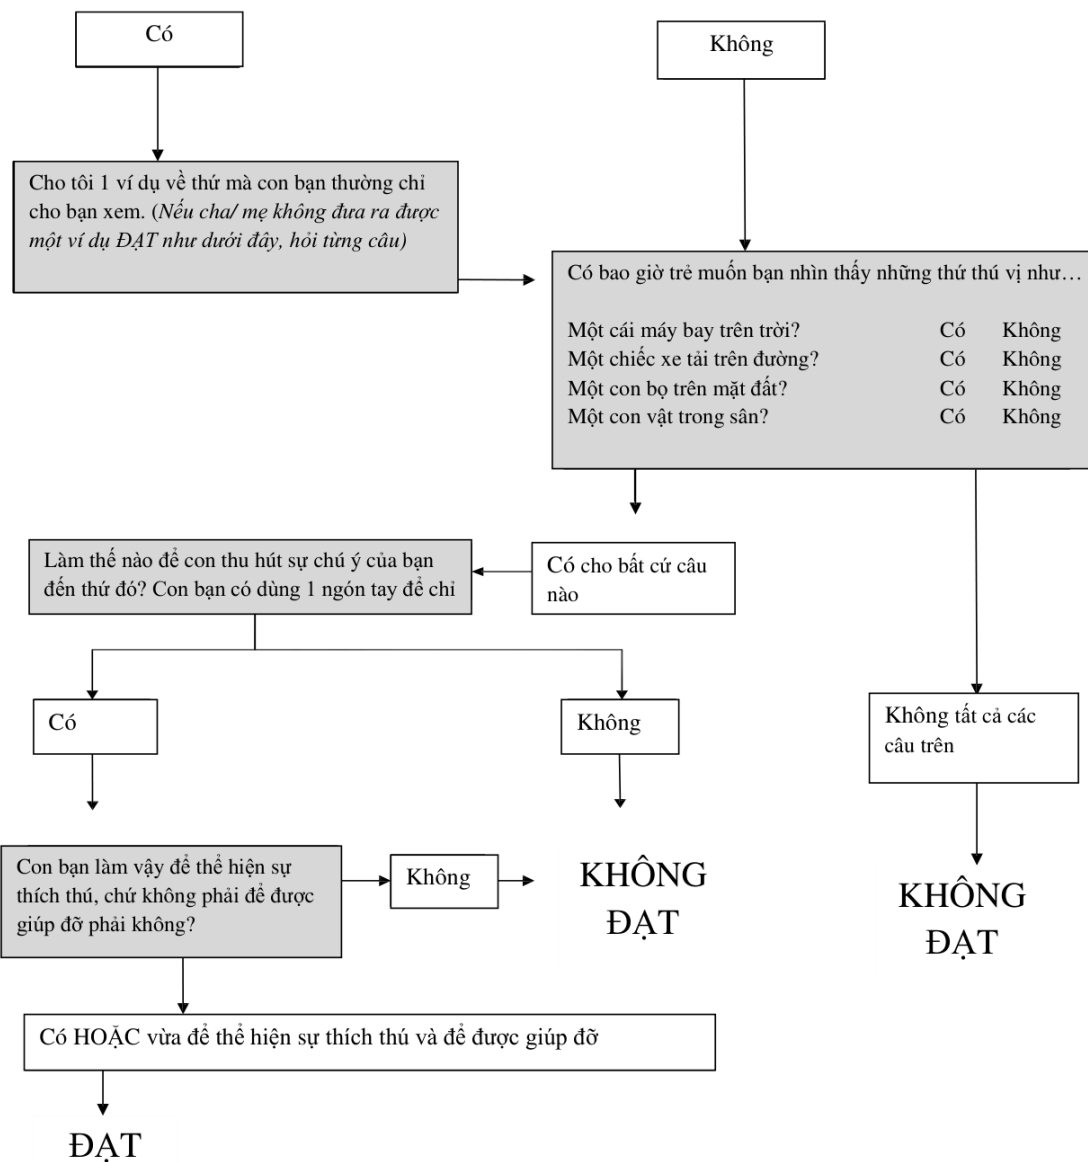 Có
Không
Cho tôi 1 ví dụ về thứ mà con bạn thường chỉ
cho bạn xem. (Nếu cha/ mẹ không đưa ra được
một ví dụ ĐẠT như dưới đây, hỏi từng câu)
Có bao giờ trẻ muốn bạn nhìn thấy những thứ thú vị như…
Một cái máy bay trên trời? Có Không
Một chiếc xe tải trên đường? Có Không
Một con bọ trên mặt đất? Có Không
Một con vật trong sân? Có Không
Làm thế nào để con thu hút sự chú ý của bạn
đến thứ đó? Con bạn có dùng 1 ngón tay để chỉ
Có cho bất cứ câu
nào
Có
Không
Không tất cả các
câu trên
Con bạn làm vậy để thể hiện sự
thích thú, chứ không phải để được
giúp đỡ phải không?
Không
KHÔNG
ĐẠT
KHÔNG
ĐẠT
Có HOẶC vừa để thể hiện sự thích thú và để được giúp đỡ
ĐẠT